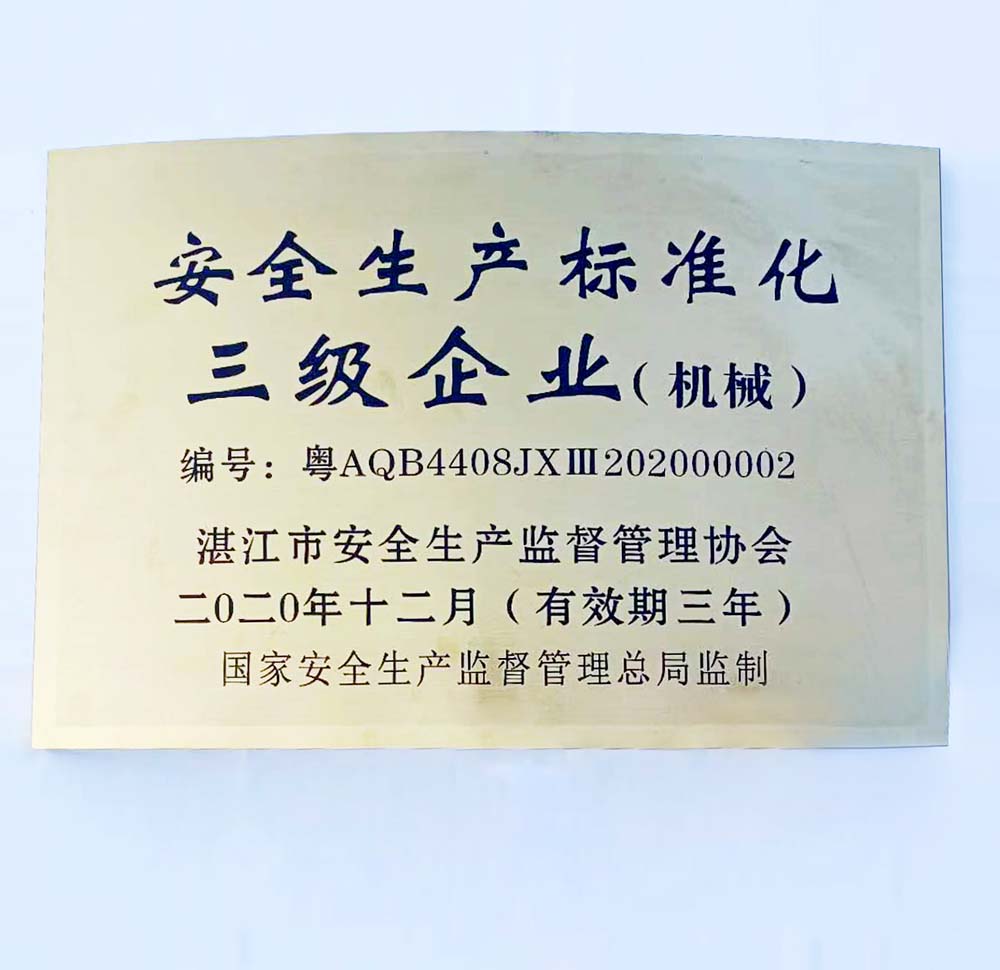 安全生产标准化
三级企业（机械）
编号：粤AQB4408JXⅢ202000002
湛江市安全生产监督管理协会
二0二0年十二月（有效期三年）
国家安全生产监督管理总局监制